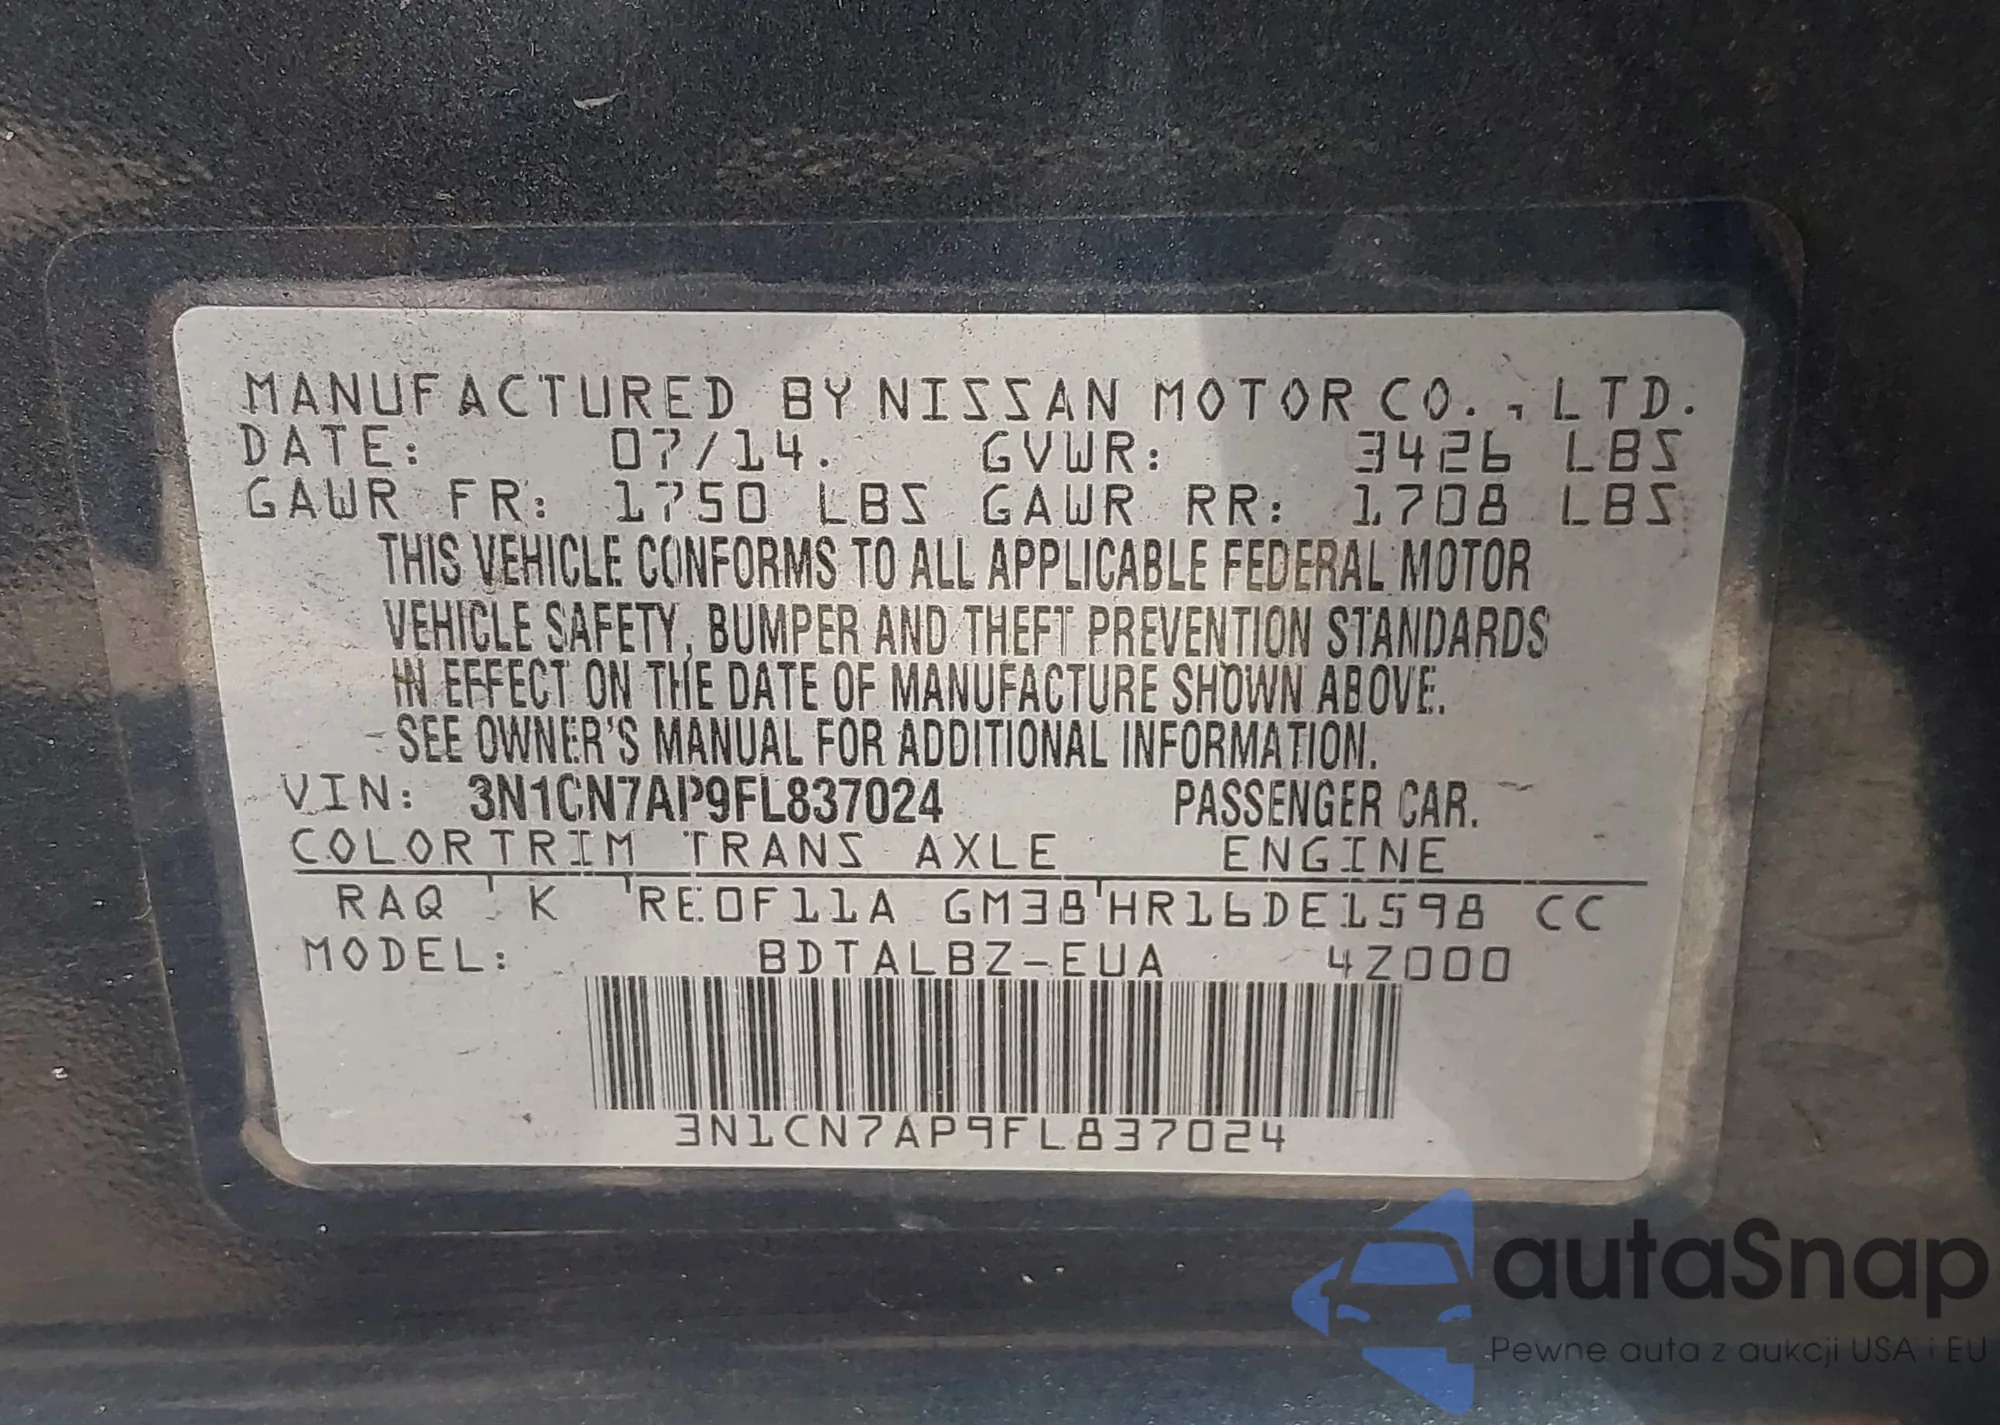 MANUFACTURED BY NISSAN MOTOR CO., LTD.
DATE: 07/14. GVWR: 3426 LBS
GAWR FR: 1750 LBS GAWR RR: 1708 LBS
THIS VEHICLE CONFORMS TO ALL APPLICABLE FEDERAL MOTOR
VEHICLE SAFETY, BUMPER AND THEFT PREVENTION STANDARDS
IN EFFECT ON THE DATE OF MANUFACTURE SHOWN ABOVE.
SEE OWNER'S MANUAL FOR ADDITIONAL INFORMATION.
VIN: 3N1CN7AP9FL837024 PASSENGER CAR.
COLOR TRIM TRANS AXLE ENGINE
RAQ K RE0F11A GM38 HR16DE1598 CC
MODEL: BDTALBZ-EUA 4Z000
3N1CN7AP9FL837024
autaSnap
Pewne auta z aukcji USA i EU